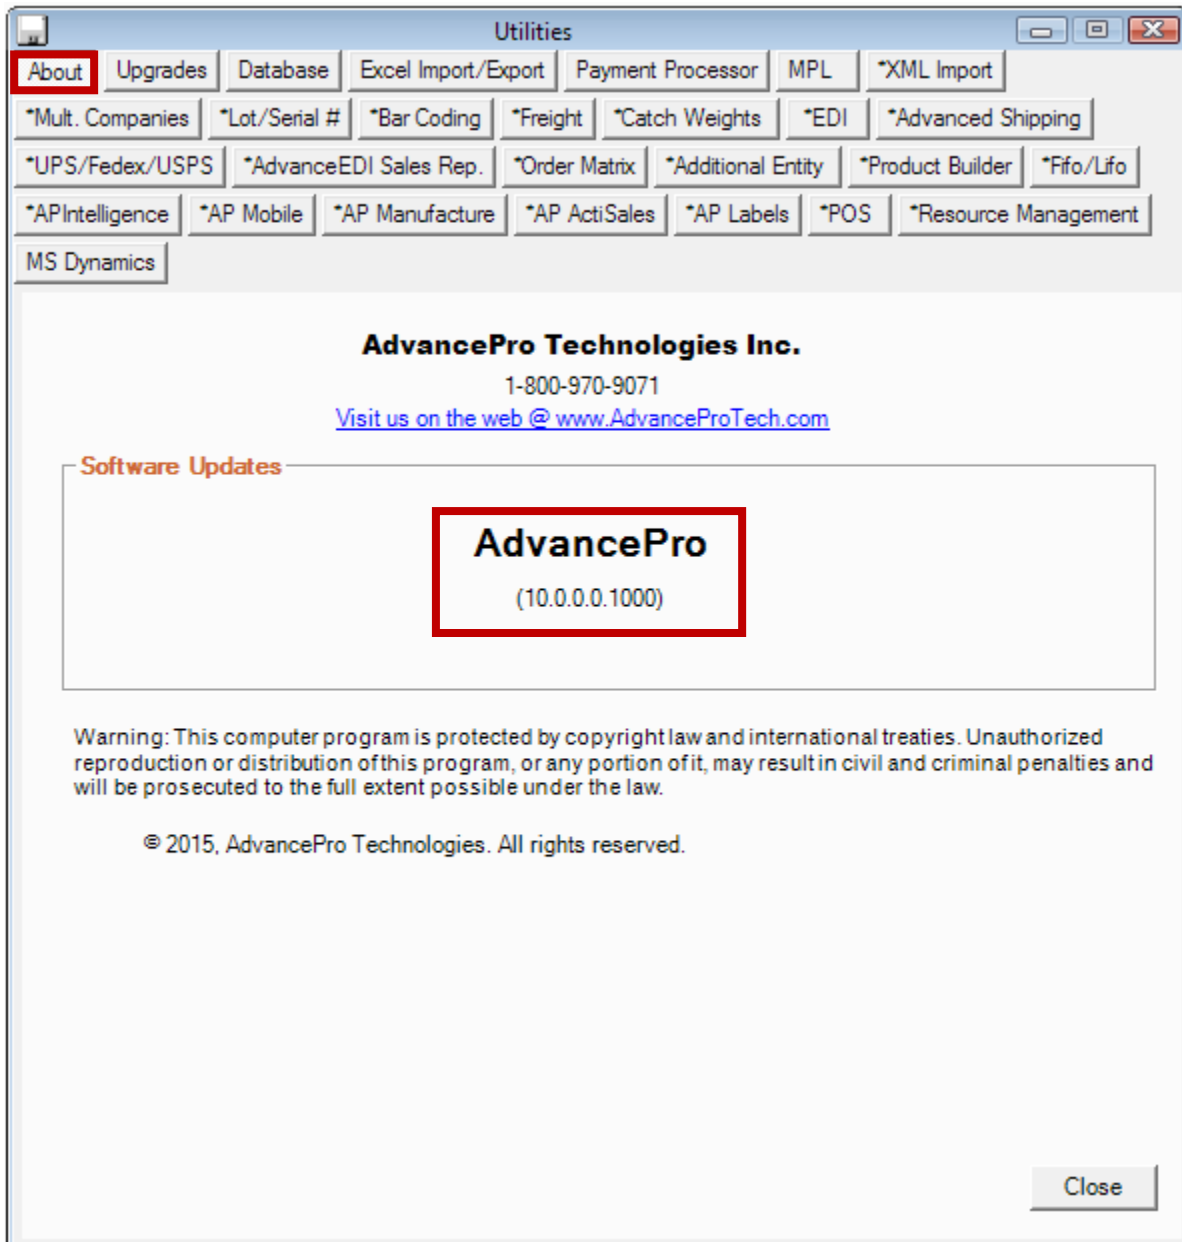 Utilities
About Upgrades Database Excel Import/Export Payment Processor MPL *XML Import
*Mult. Companies *Lot/Serial # *Bar Coding *Freight *Catch Weights *EDI *Advanced Shipping
*UPS/Fedex/USPS *AdvanceEDI Sales Rep. *Order Matrix *Additional Entity *Product Builder *Fifo/Lifo
*APIntelligence *AP Mobile *AP Manufacture *AP ActiSales *AP Labels *POS *Resource Management
MS Dynamics
AdvancePro Technologies Inc.
1-800-970-9071
Visit us on the web @ www.AdvanceProTech.com
Software Updates
AdvancePro
(10.0.0.0.1000)
Warning: This computer program is protected by copyright law and international treaties. Unauthorized
reproduction or distribution of this program, or any portion of it, may result in civil and criminal penalties and
will be prosecuted to the full extent possible under the law.
© 2015, AdvancePro Technologies. All rights reserved.
Close